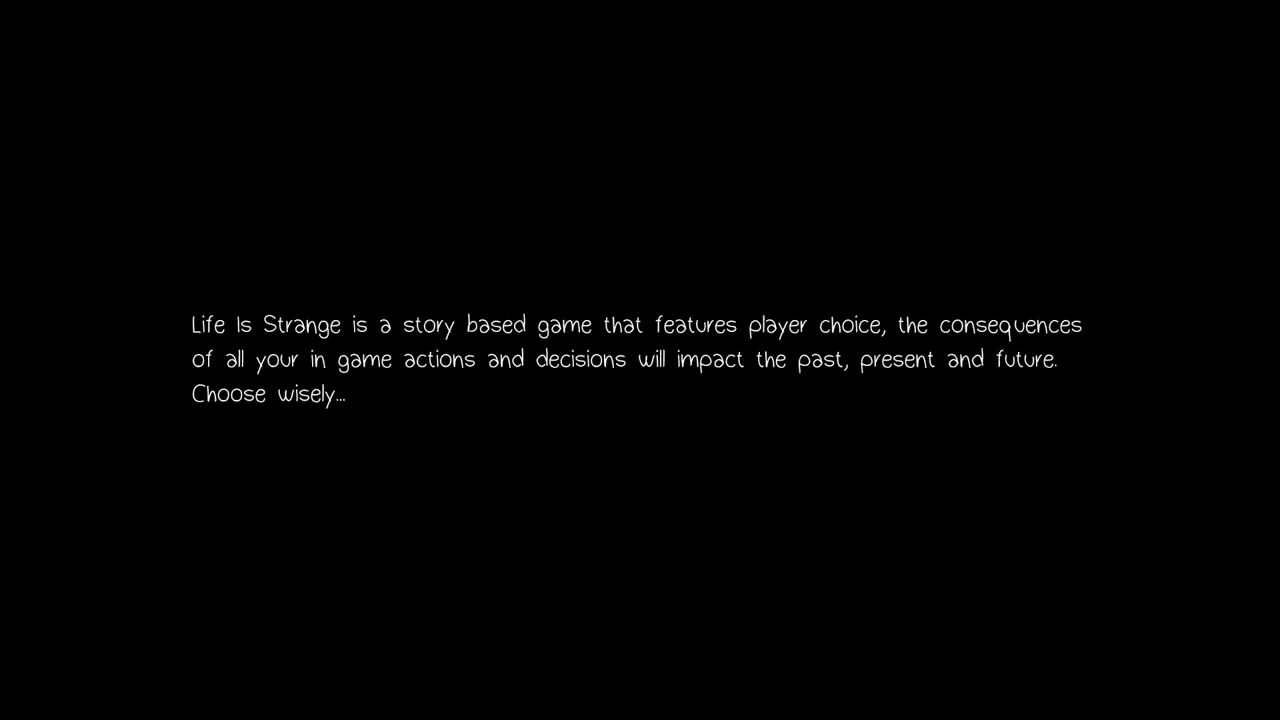 Life Is Strange is a story based game that features player choice, the consequences
of all your in game actions and decisions will impact the past, present and future.
Choose wisely...